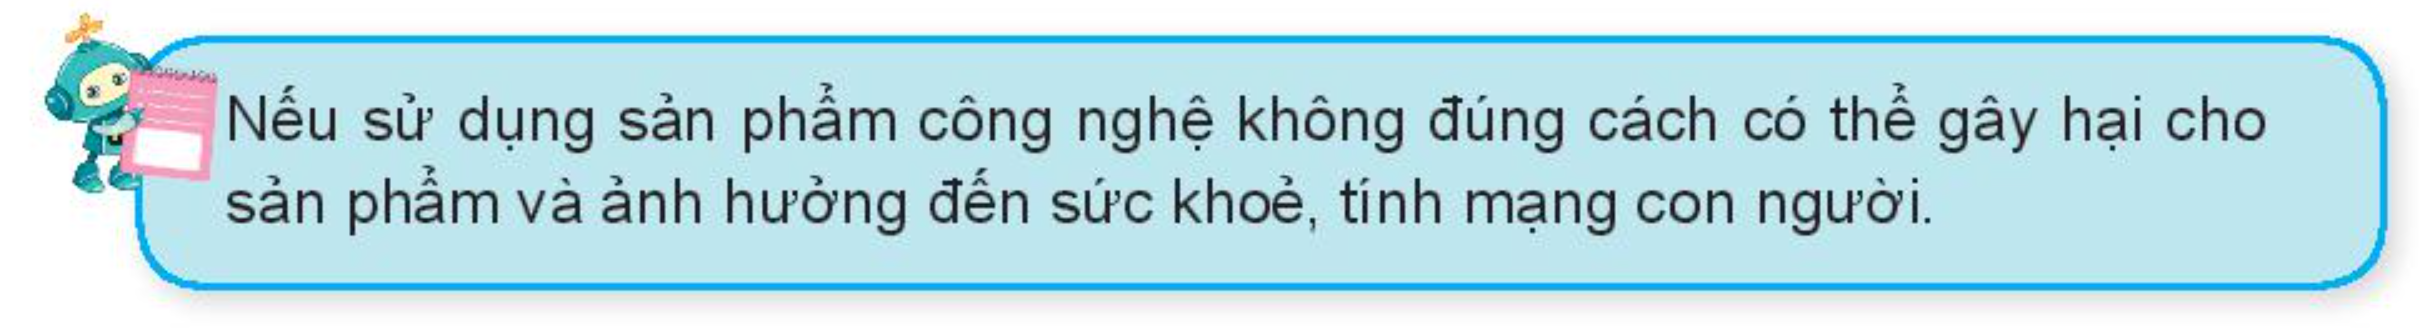 Nếu sử dụng sản phẩm công nghệ không đúng cách có thể gây hại cho
sản phẩm và ảnh hưởng đến sức khoẻ, tính mạng con người.